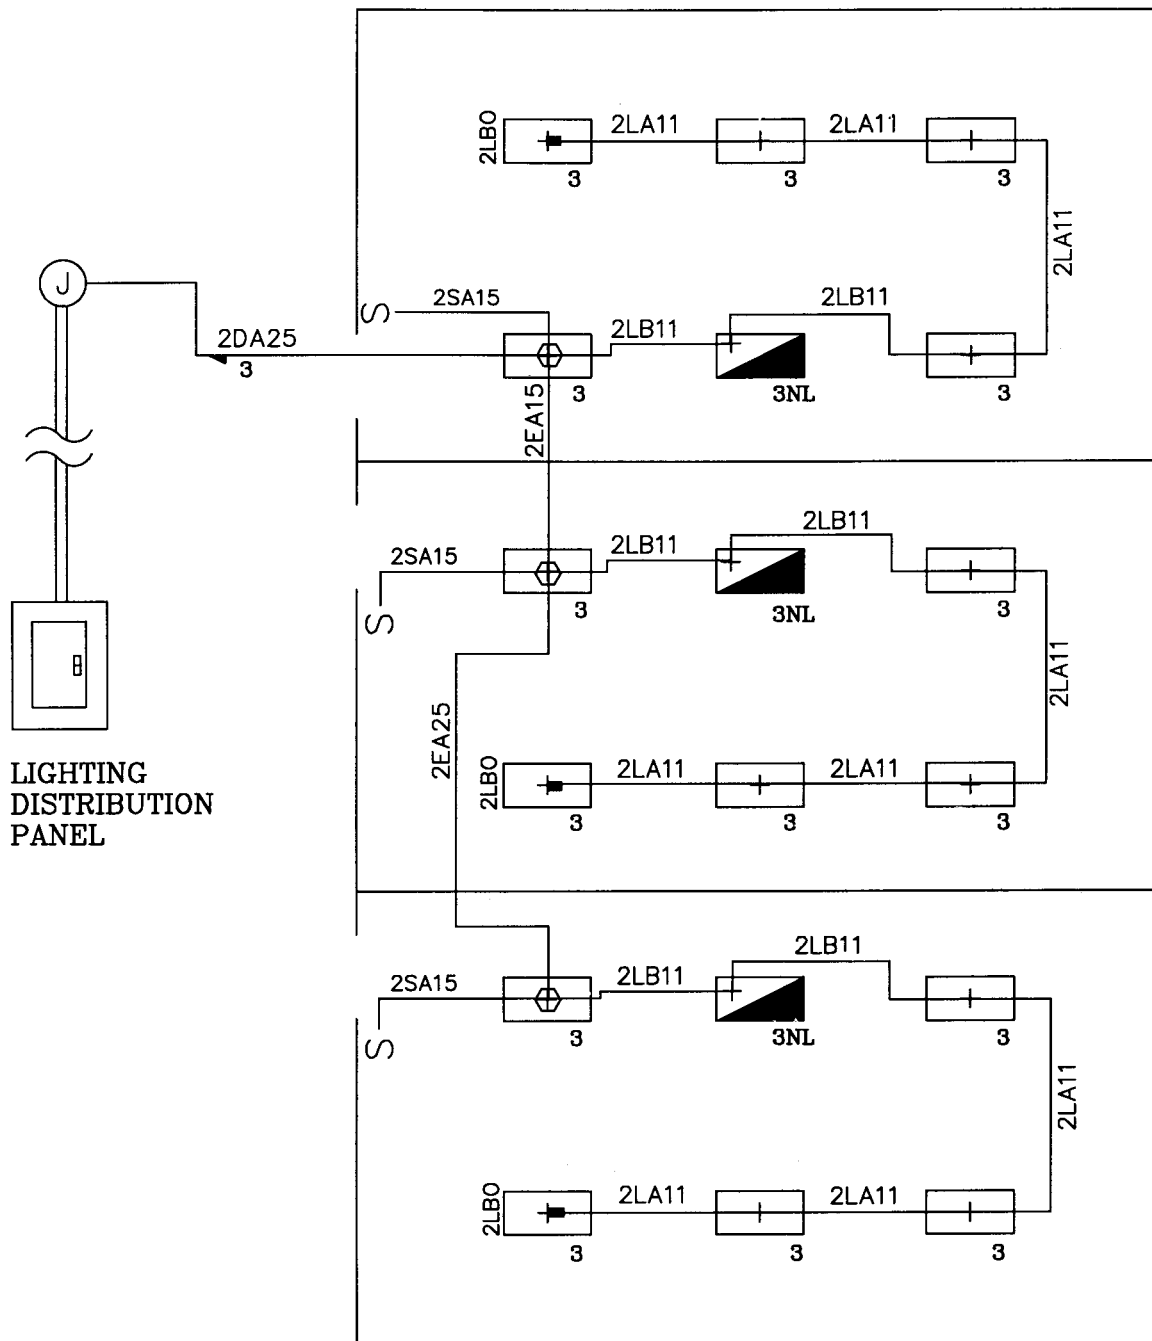 2LB0
2LA11
2LA11
3
3
3
2LA11
J
S
2SA15
2LB11
2LB11
2DA25
3
3
3NL
3
2EA15
2LB11
2LB11
2SA15
3
3NL
3
S
2LA11
2EA25
2LB0
2LA11
2LA11
3
3
3
LIGHTING
DISTRIBUTION
PANEL
2LB11
2LB11
2SA15
3
3NL
3
S
2LA11
2LB0
2LA11
2LA11
3
3
3